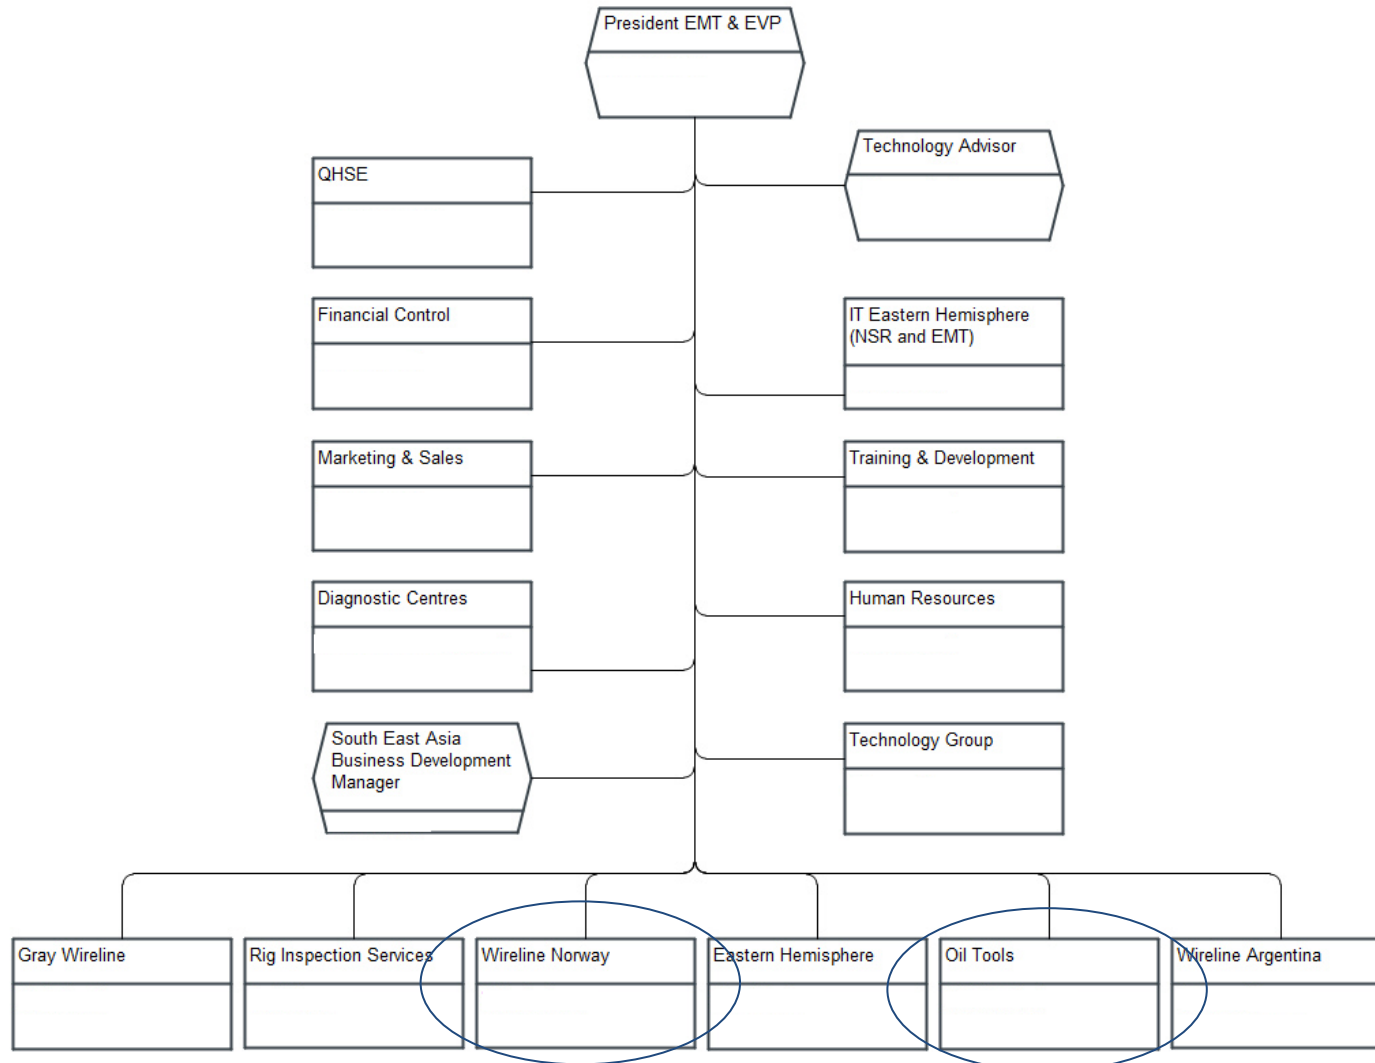 President EMT & EVP
Technology Advisor
QHSE
Financial Control
IT Eastern Hemisphere
(NSR and EMT)
Marketing & Sales
Training & Development
Diagnostic Centres
Human Resources
South East Asia
Business Development
Manager
Technology Group
Gray Wireline
Rig Inspection Services
Wireline Norway
Eastern Hemisphere
Oil Tools
Wireline Argentina